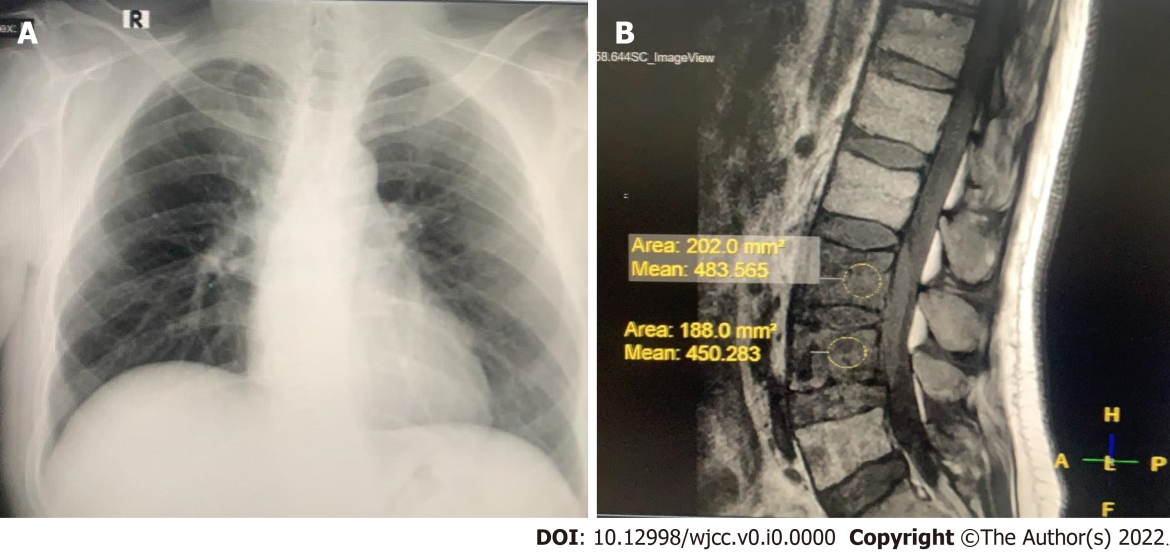 ex:
A
R
B
58.644SC_ImageView
Area: 202.0 mm²
Mean: 483.565
Area: 188.0 mm²
Mean: 450.283
H
A
L
P
F
DOI: 10.12998/wjcc.v0.i0.0000 Copyright ©The Author(s) 2022.